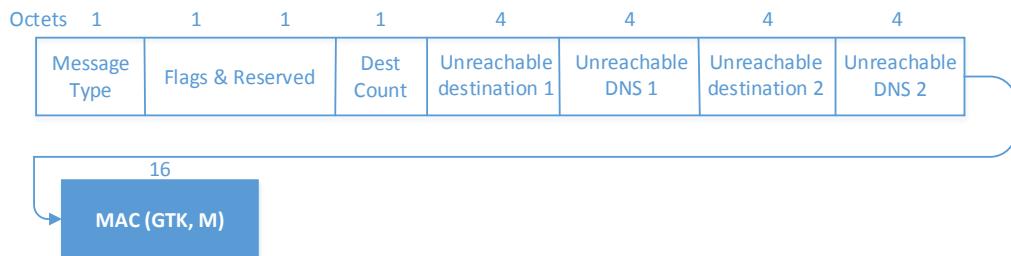 Octets 1 1 1 1 4 4 4 4
Message Type
Flags & Reserved
Dest Count
Unreachable destination 1
Unreachable DNS 1
Unreachable destination 2
Unreachable DNS 2
16
MAC (GTK, M)